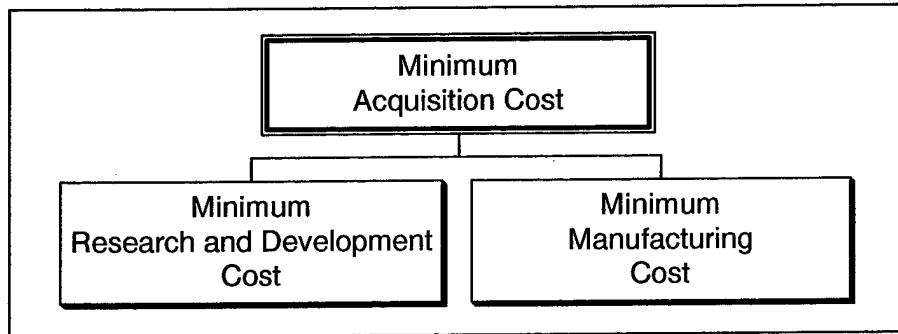 Minimum
Acquisition Cost
Minimum
Research and Development
Cost
Minimum
Manufacturing
Cost